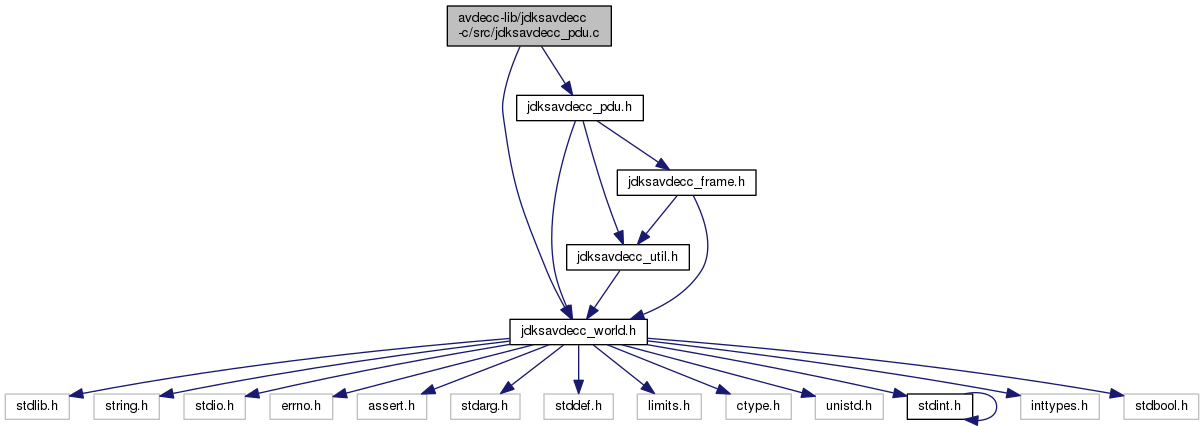 avdecc-lib/jdksavdecc
-c/src/jdksavdecc_pdu.c
jdksavdecc_pdu.h
jdksavdecc_frame.h
jdksavdecc_util.h
jdksavdecc_world.h
stdlib.h
string.h
stdio.h
errno.h
assert.h
stdarg.h
stddef.h
limits.h
ctype.h
unistd.h
stdint.h
inttypes.h
stdbool.h